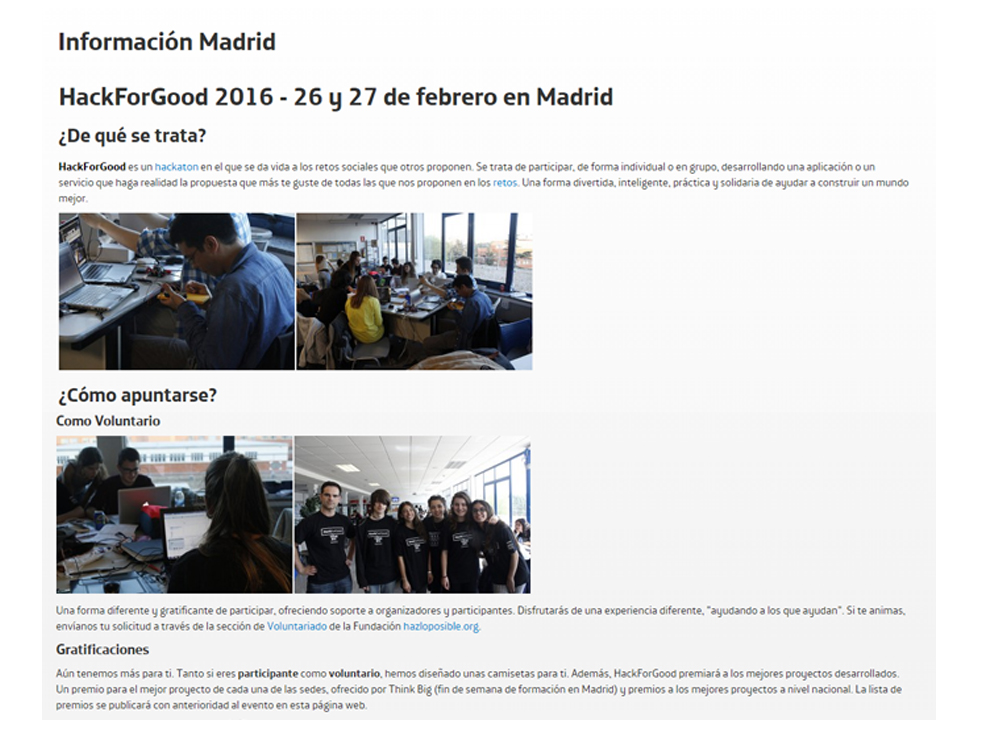 Información Madrid
HackForGood 2016 - 26 y 27 de febrero en Madrid
¿De qué se trata?
HackForGood es un hackaton en el que se da vida a los retos sociales que otros proponen. Se trata de participar, de forma individual o en grupo, desarrollando una aplicación o un
servicio que haga realidad la propuesta que más te guste de todas las que nos proponen en los retos. Una forma divertida, inteligente, práctica y solidaria de ayudar a construir un mundo
mejor.
¿Cómo apuntarse?
Como Voluntario
Una forma diferente y gratificante de participar, ofreciendo soporte a organizadores y participantes. Disfrutarás de una experiencia diferente, "ayudando a los que ayudan". Si te animas,
envíanos tu solicitud a través de la sección de Voluntariado de la Fundación hazloposible.org.
Gratificaciones
Aún tenemos más para ti. Tanto si eres participante como voluntario, hemos diseñado unas camisetas para ti. Además, HackForGood premiará a los mejores proyectos desarrollados.
Un premio para el mejor proyecto de cada una de las sedes, ofrecido por Think Big (fin de semana de formación en Madrid) y premios a los mejores proyectos a nivel nacional. La lista de
premios se publicará con anterioridad al evento en esta página web.